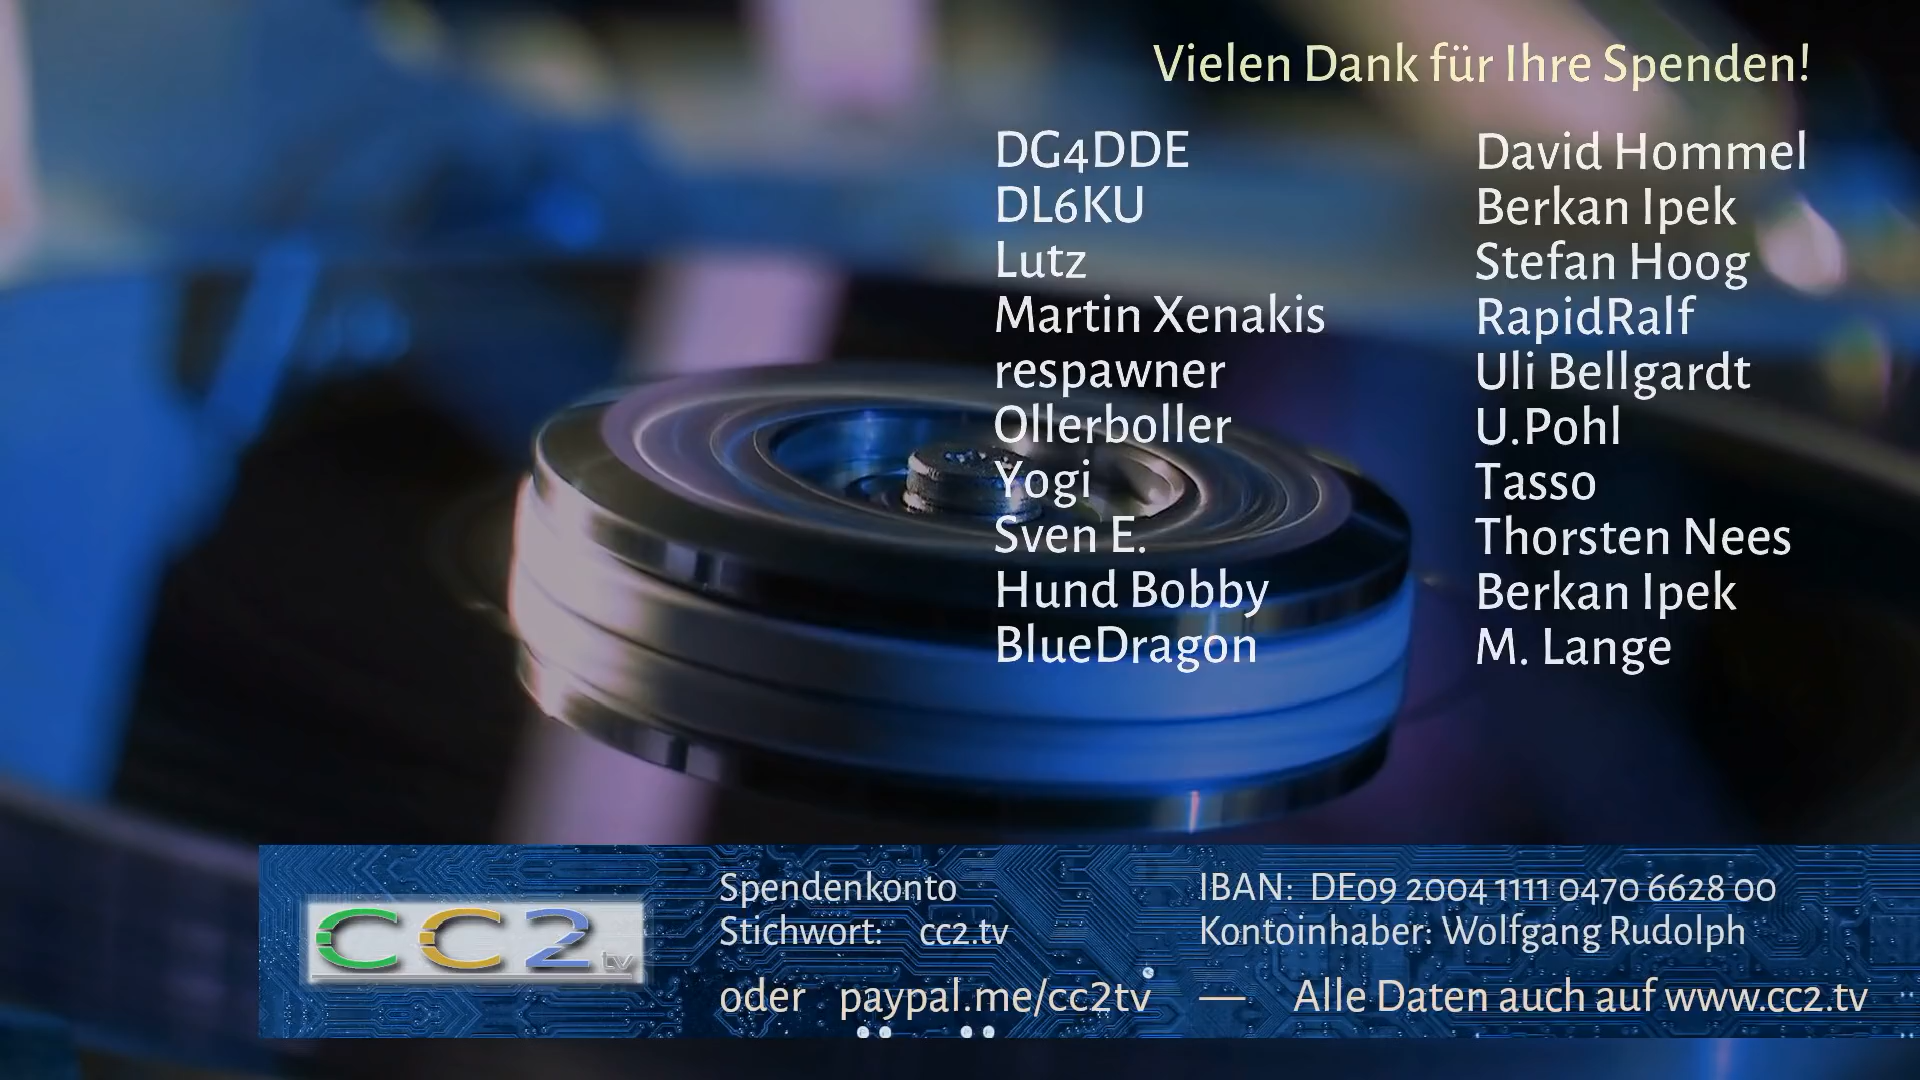 Vielen Dank für Ihre Spenden!
DG4DDE
DL6KU
Lutz
Martin Xenakis
respawner
Ollerboller
Yogi
Sven E.
Hund Bobby
BlueDragon
David Hommel
Berkan Ipek
Stefan Hoog
RapidRalf
Uli Bellgardt
U.Pohl
Tasso
Thorsten Nees
Berkan Ipek
M. Lange
CC2tv
Spendenkonto
Stichwort: cc2.tv
IBAN: DE09 2004 1111 0470 6628 00
Kontoinhaber: Wolfgang Rudolph
oder paypal.me/cc2tv — Alle Daten auch auf www.cc2.tv